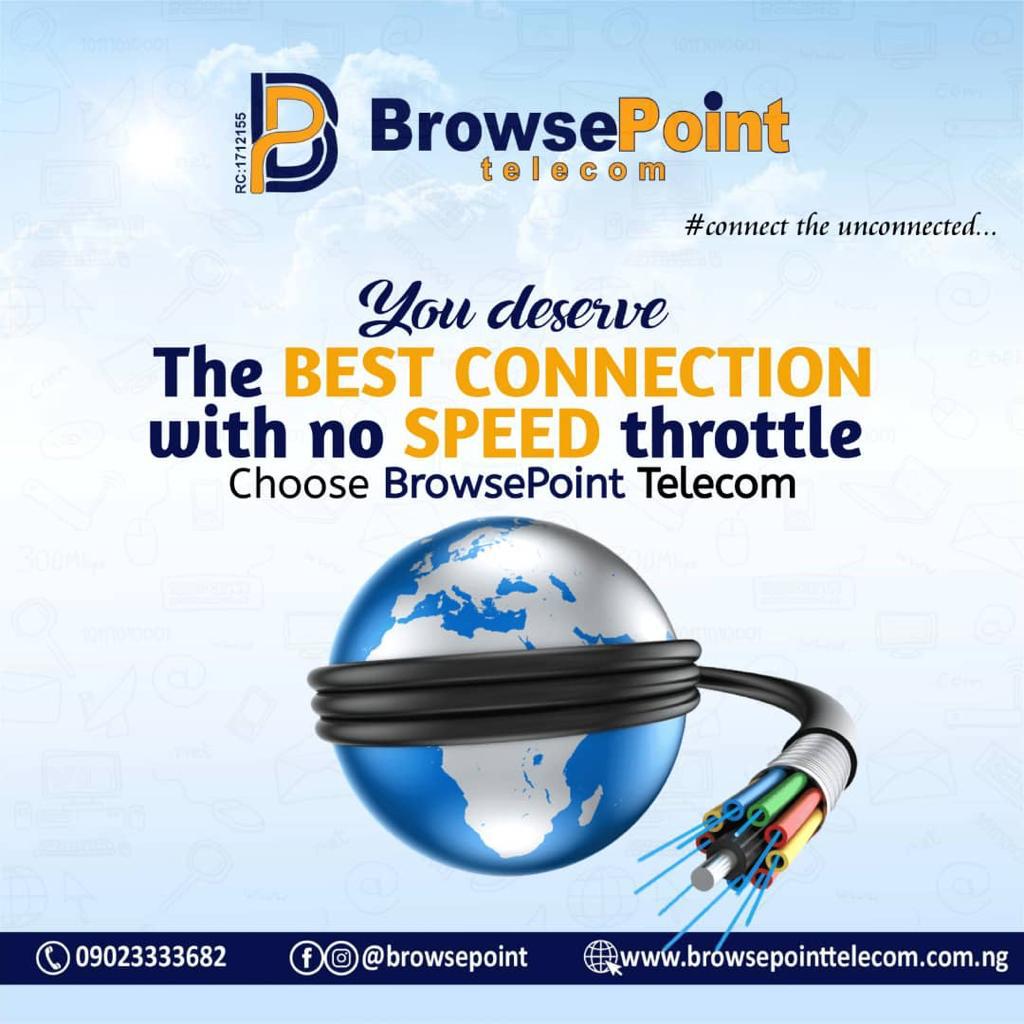 RC:1712155
BrowsePoint
telecom
#connect the unconnected...
You deserve
The BEST CONNECTION
with no SPEED throttle
Choose BrowsePoint Telecom
09023333682
@browsepoint
www.browsepointtelecom.com.ng